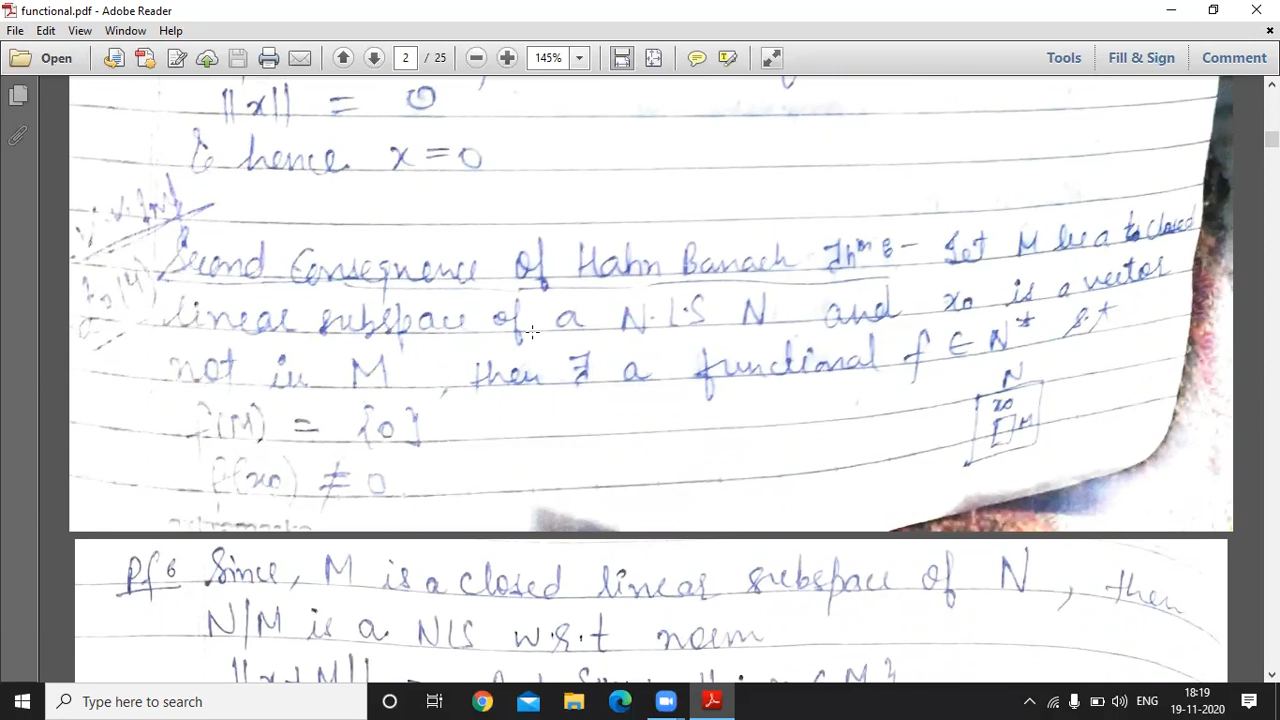 functional.pdf - Adobe Reader
File Edit View Window Help
Open 2 / 25 145% Tools Fill & Sign Comment
||x|| = 0
hence x = 0
Second Consequence of Hahn Banach Thm :- Let M be a closed
linear subspace of a N.L.S N and x0 is a vector
not in M, then ∃ a functional f ∈ N* s.t
f(M) = {0}
f(x0) ≠ 0
N
x0
M
Pf: Since, M is a closed linear subspace of N, then
N/M is a NLS w.r.t norm
||x+M|| =
Type here to search
ENG
18:19
19-11-2020